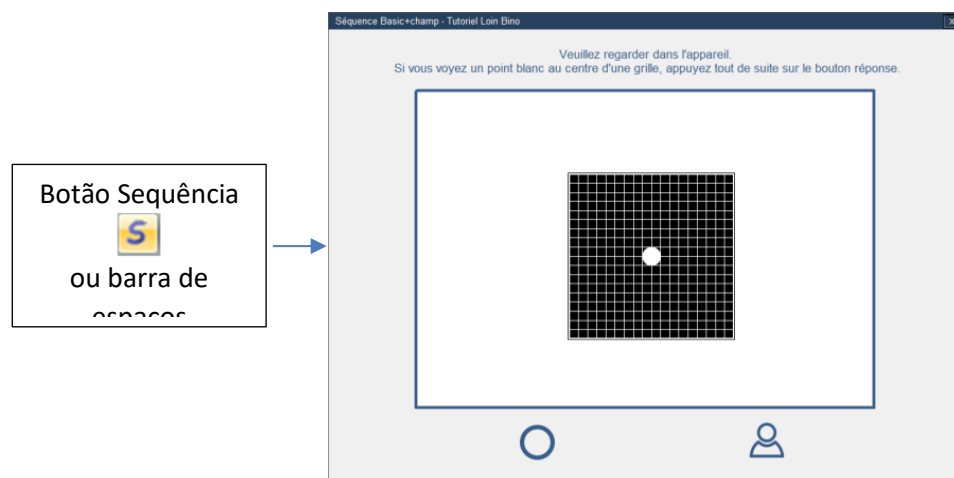 Séquence Basic+champ - Tutoriel Loin Bino
x
Veuillez regarder dans l'appareil.
Si vous voyez un point blanc au centre d'une grille, appuyez tout de suite sur le bouton réponse.
Botão Sequência
S
ou barra de
espaços